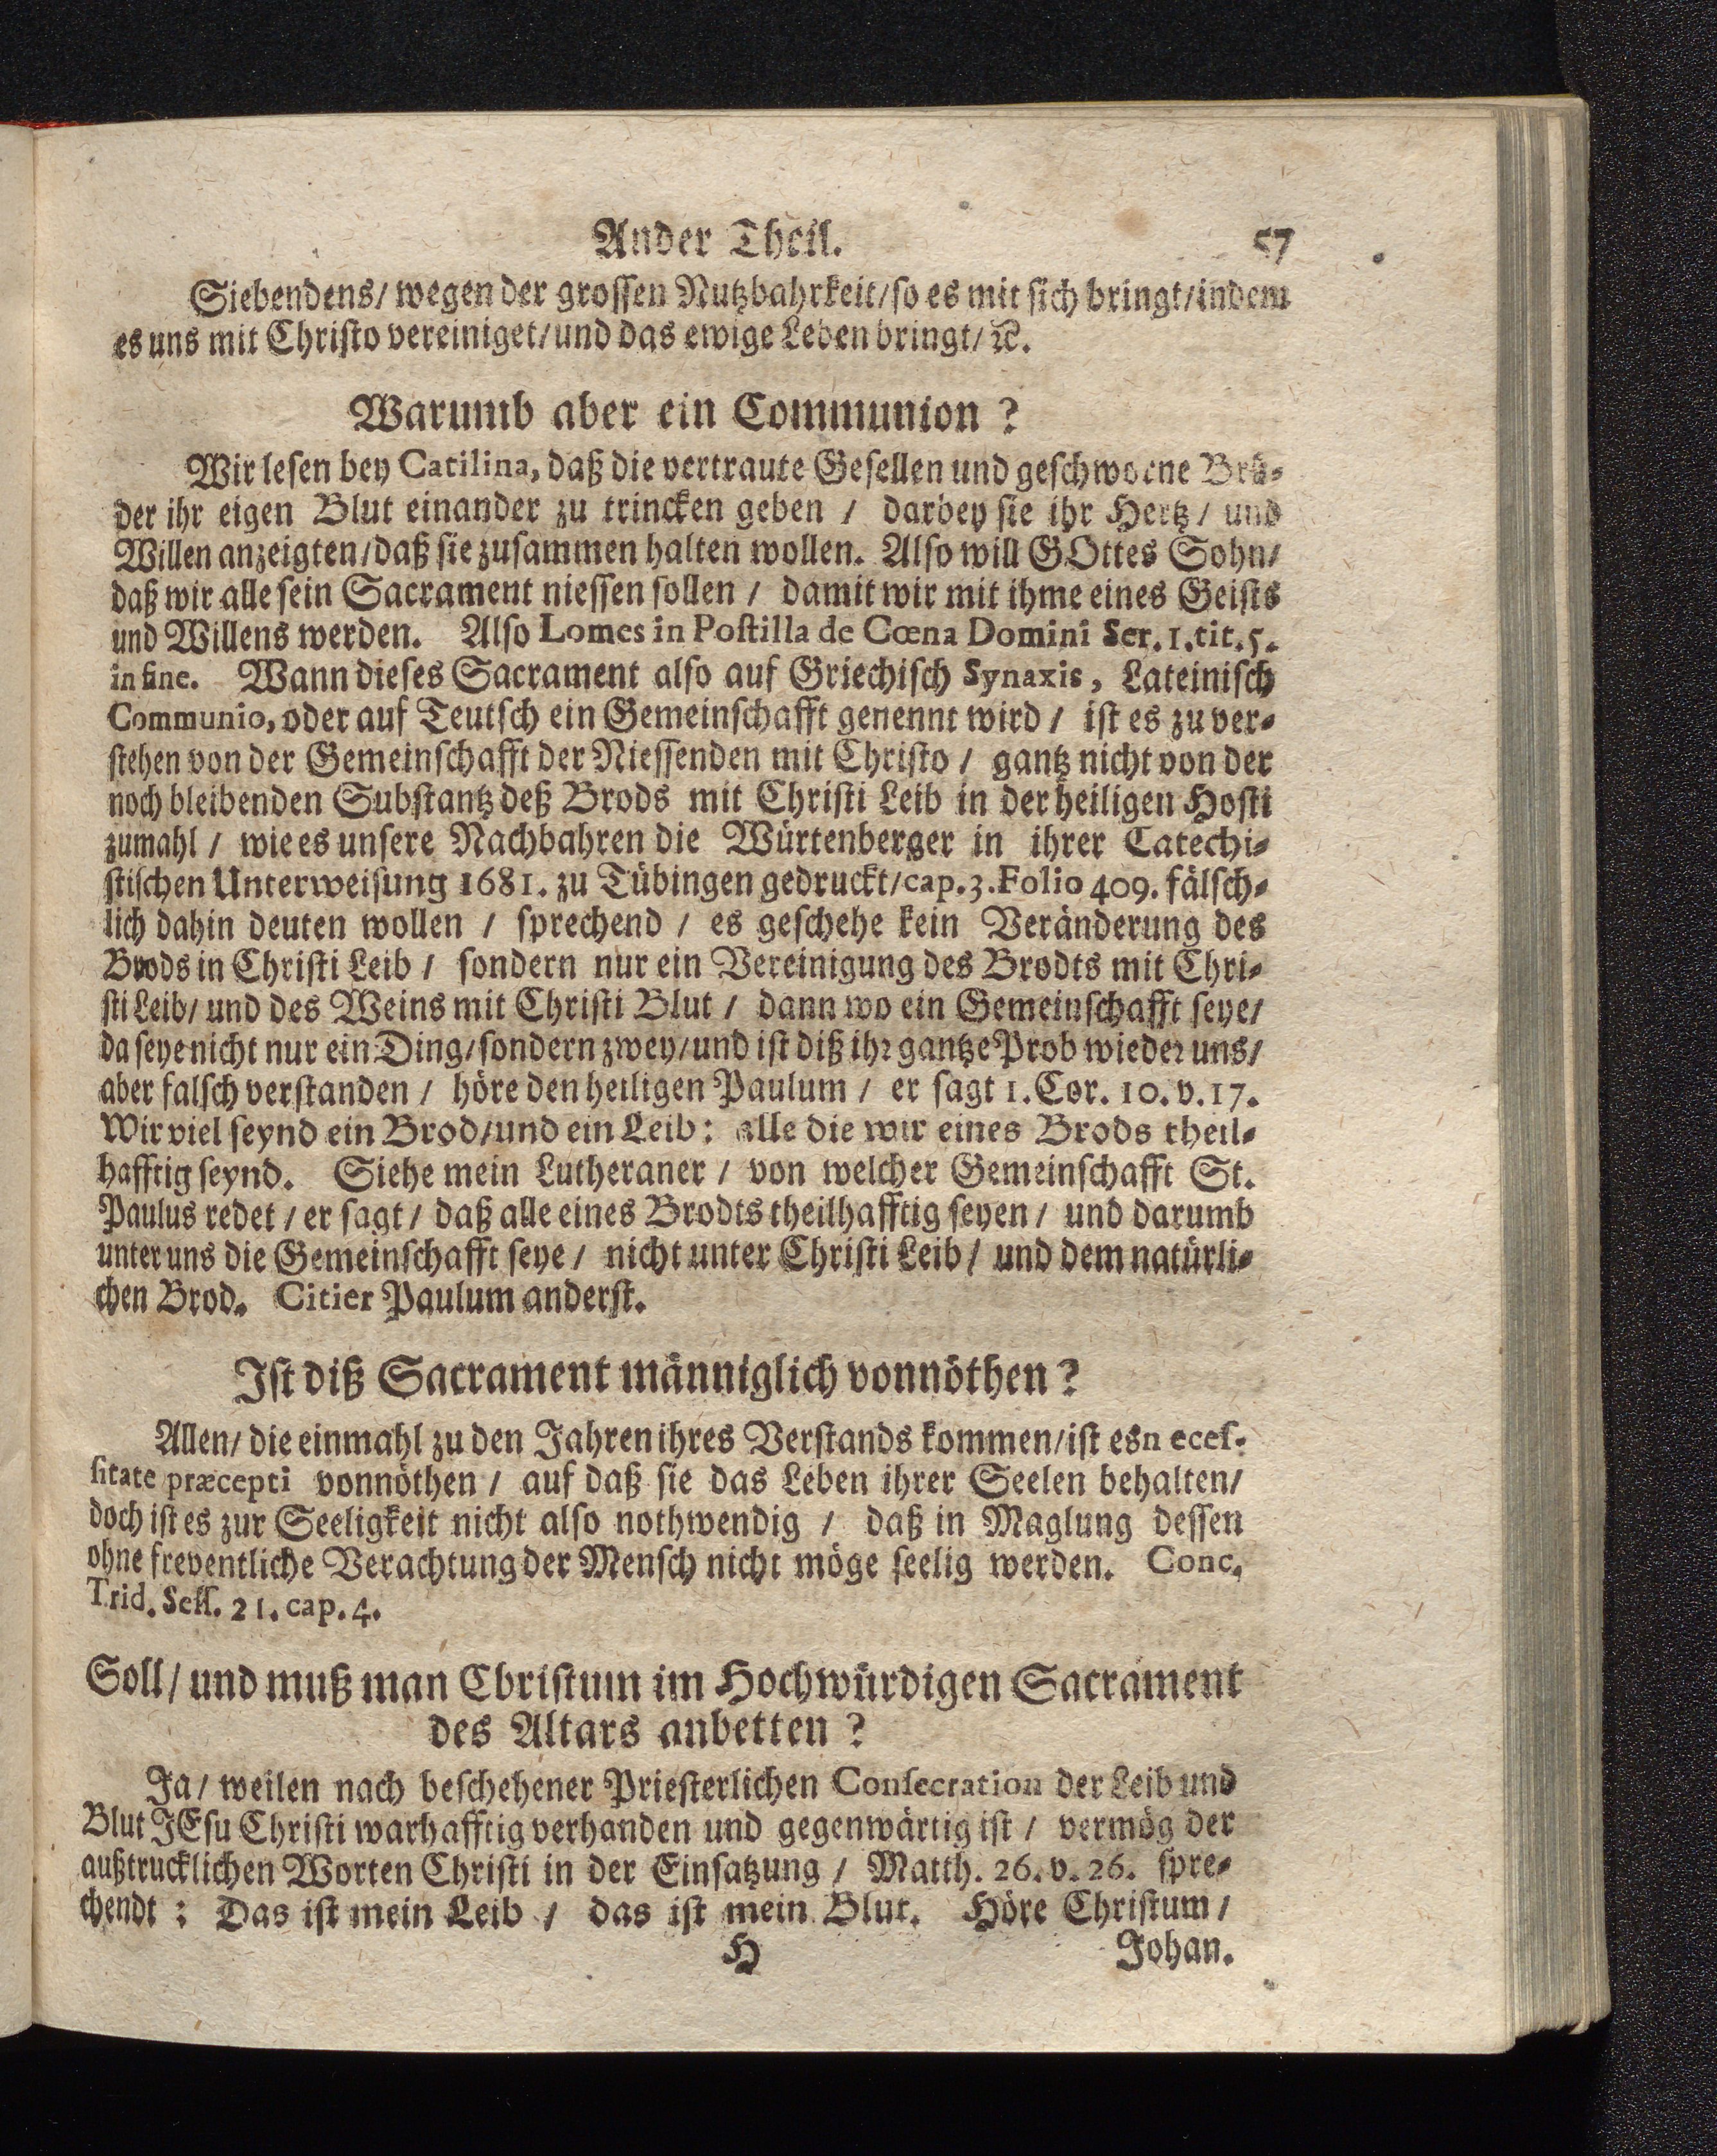 Ander Theil. 57
Siebendens/ wegen der grossen Nutzbahrkeit/ so es mit sich bringt/ indem
es uns mit Christo vereiniget/ und das ewige Leben bringt/ ꝛc.
Warumb aber ein Communion ?
Wir lesen bey Catilina, daß die vertraute Gesellen und geschworne Brü-
der ihr eigen Blut einander zu trincken geben / darbey sie ihr Hertz / und
Willen anzeigten/ daß sie zusammen halten wollen. Also will GOttes Sohn/
daß wir alle sein Sacrament niessen sollen / damit wir mit ihme eines Geists
und Willens werden. Also Lomes in Postilla de Cœna Domini Ser. 1. tit. 5.
in fine. Wann dieses Sacrament also auf Griechisch Synaxis, Lateinisch
Communio, oder auf Teutsch ein Gemeinschafft genennt wird / ist es zu ver-
stehen von der Gemeinschafft der Niessenden mit Christo / gantz nicht von der
noch bleibenden Substantz deß Brods mit Christi Leib in der heiligen Hosti
zumahl / wie es unsere Nachbahren die Würtenberger in ihrer Catechi-
stischen Unterweisung 1681. zu Tübingen gedruckt/ cap. 3. Folio 409. fälsch-
lich dahin deuten wollen / sprechend / es geschehe kein Veränderung des
Brods in Christi Leib / sondern nur ein Vereinigung des Brodts mit Chri-
sti Leib/ und des Weins mit Christi Blut / dann wo ein Gemeinschafft seye/
da seye nicht nur ein Ding/ sondern zwey/ und ist diß ihr gantze Prob wieder uns/
aber falsch verstanden / höre den heiligen Paulum / er sagt 1. Cor. 10. v. 17.
Wir viel seynd ein Brod/ und ein Leib: alle die wir eines Brods theil-
hafftig seynd. Siehe mein Lutheraner / von welcher Gemeinschafft St.
Paulus redet / er sagt / daß alle eines Brodts theilhafftig seyen / und darumb
unter uns die Gemeinschafft seye / nicht unter Christi Leib / und dem natürli-
chen Brod. Citier Paulum anderst.
Ist diß Sacrament männiglich vonnöthen ?
Allen/ die einmahl zu den Jahren ihres Verstands kommen/ ist es n eces-
sitate præcepti vonnöthen / auf daß sie das Leben ihrer Seelen behalten/
doch ist es zur Seeligkeit nicht also nothwendig / daß in Maglung dessen
ohne freventliche Verachtung der Mensch nicht möge seelig werden. Conc.
Trid. Sess. 21. cap. 4.
Soll/ und muß man Christum im Hochwürdigen Sacrament
des Altars anbetten ?
Ja/ weilen nach beschehener Priesterlichen Consecration der Leib und
Blut JEsu Christi warhafftig verhanden und gegenwärtig ist / vermög der
außtrucklichen Worten Christi in der Einsatzung / Matth. 26. v. 26. spre-
chendt : Das ist mein Leib / das ist mein Blut. Höre Christum /
H Johan.